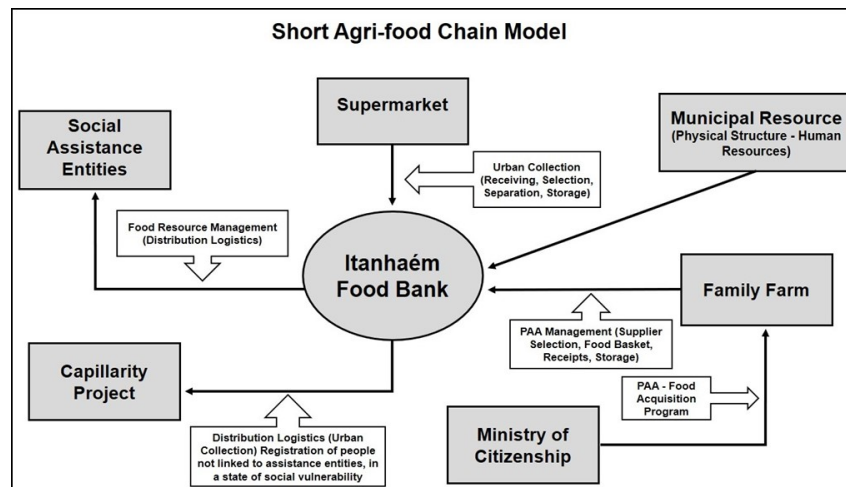 Short Agri-food Chain Model
Supermarket
Social
Assistance
Entities
Municipal Resource
(Physical Structure - Human
Resources)
Urban Collection
(Receiving, Selection,
Separation, Storage)
Food Resource Management
(Distribution Logistics)
Itanhaém
Food Bank
Family Farm
PAA Management (Supplier
Selection, Food Basket,
Receipts, Storage)
Capillarity
Project
PAA - Food
Acquisition
Program
Distribution Logistics (Urban
Collection) Registration of people
not linked to assistance entities, in
a state of social vulnerability
Ministry of
Citizenship